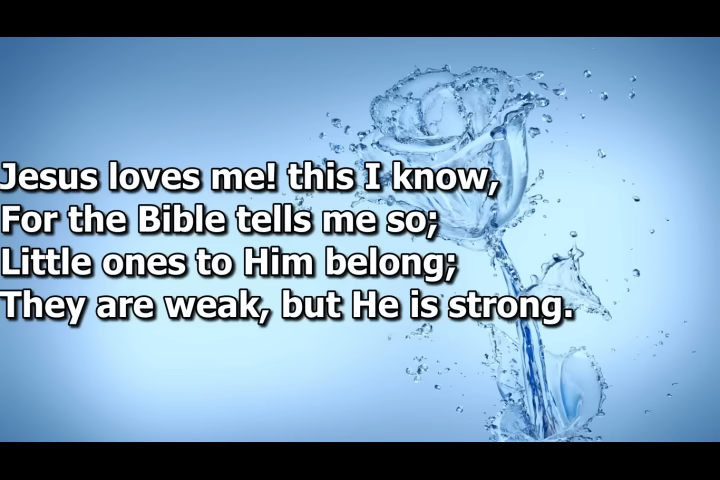 Jesus loves me! this I know,
For the Bible tells me so;
Little ones to Him belong;
They are weak, but He is strong.